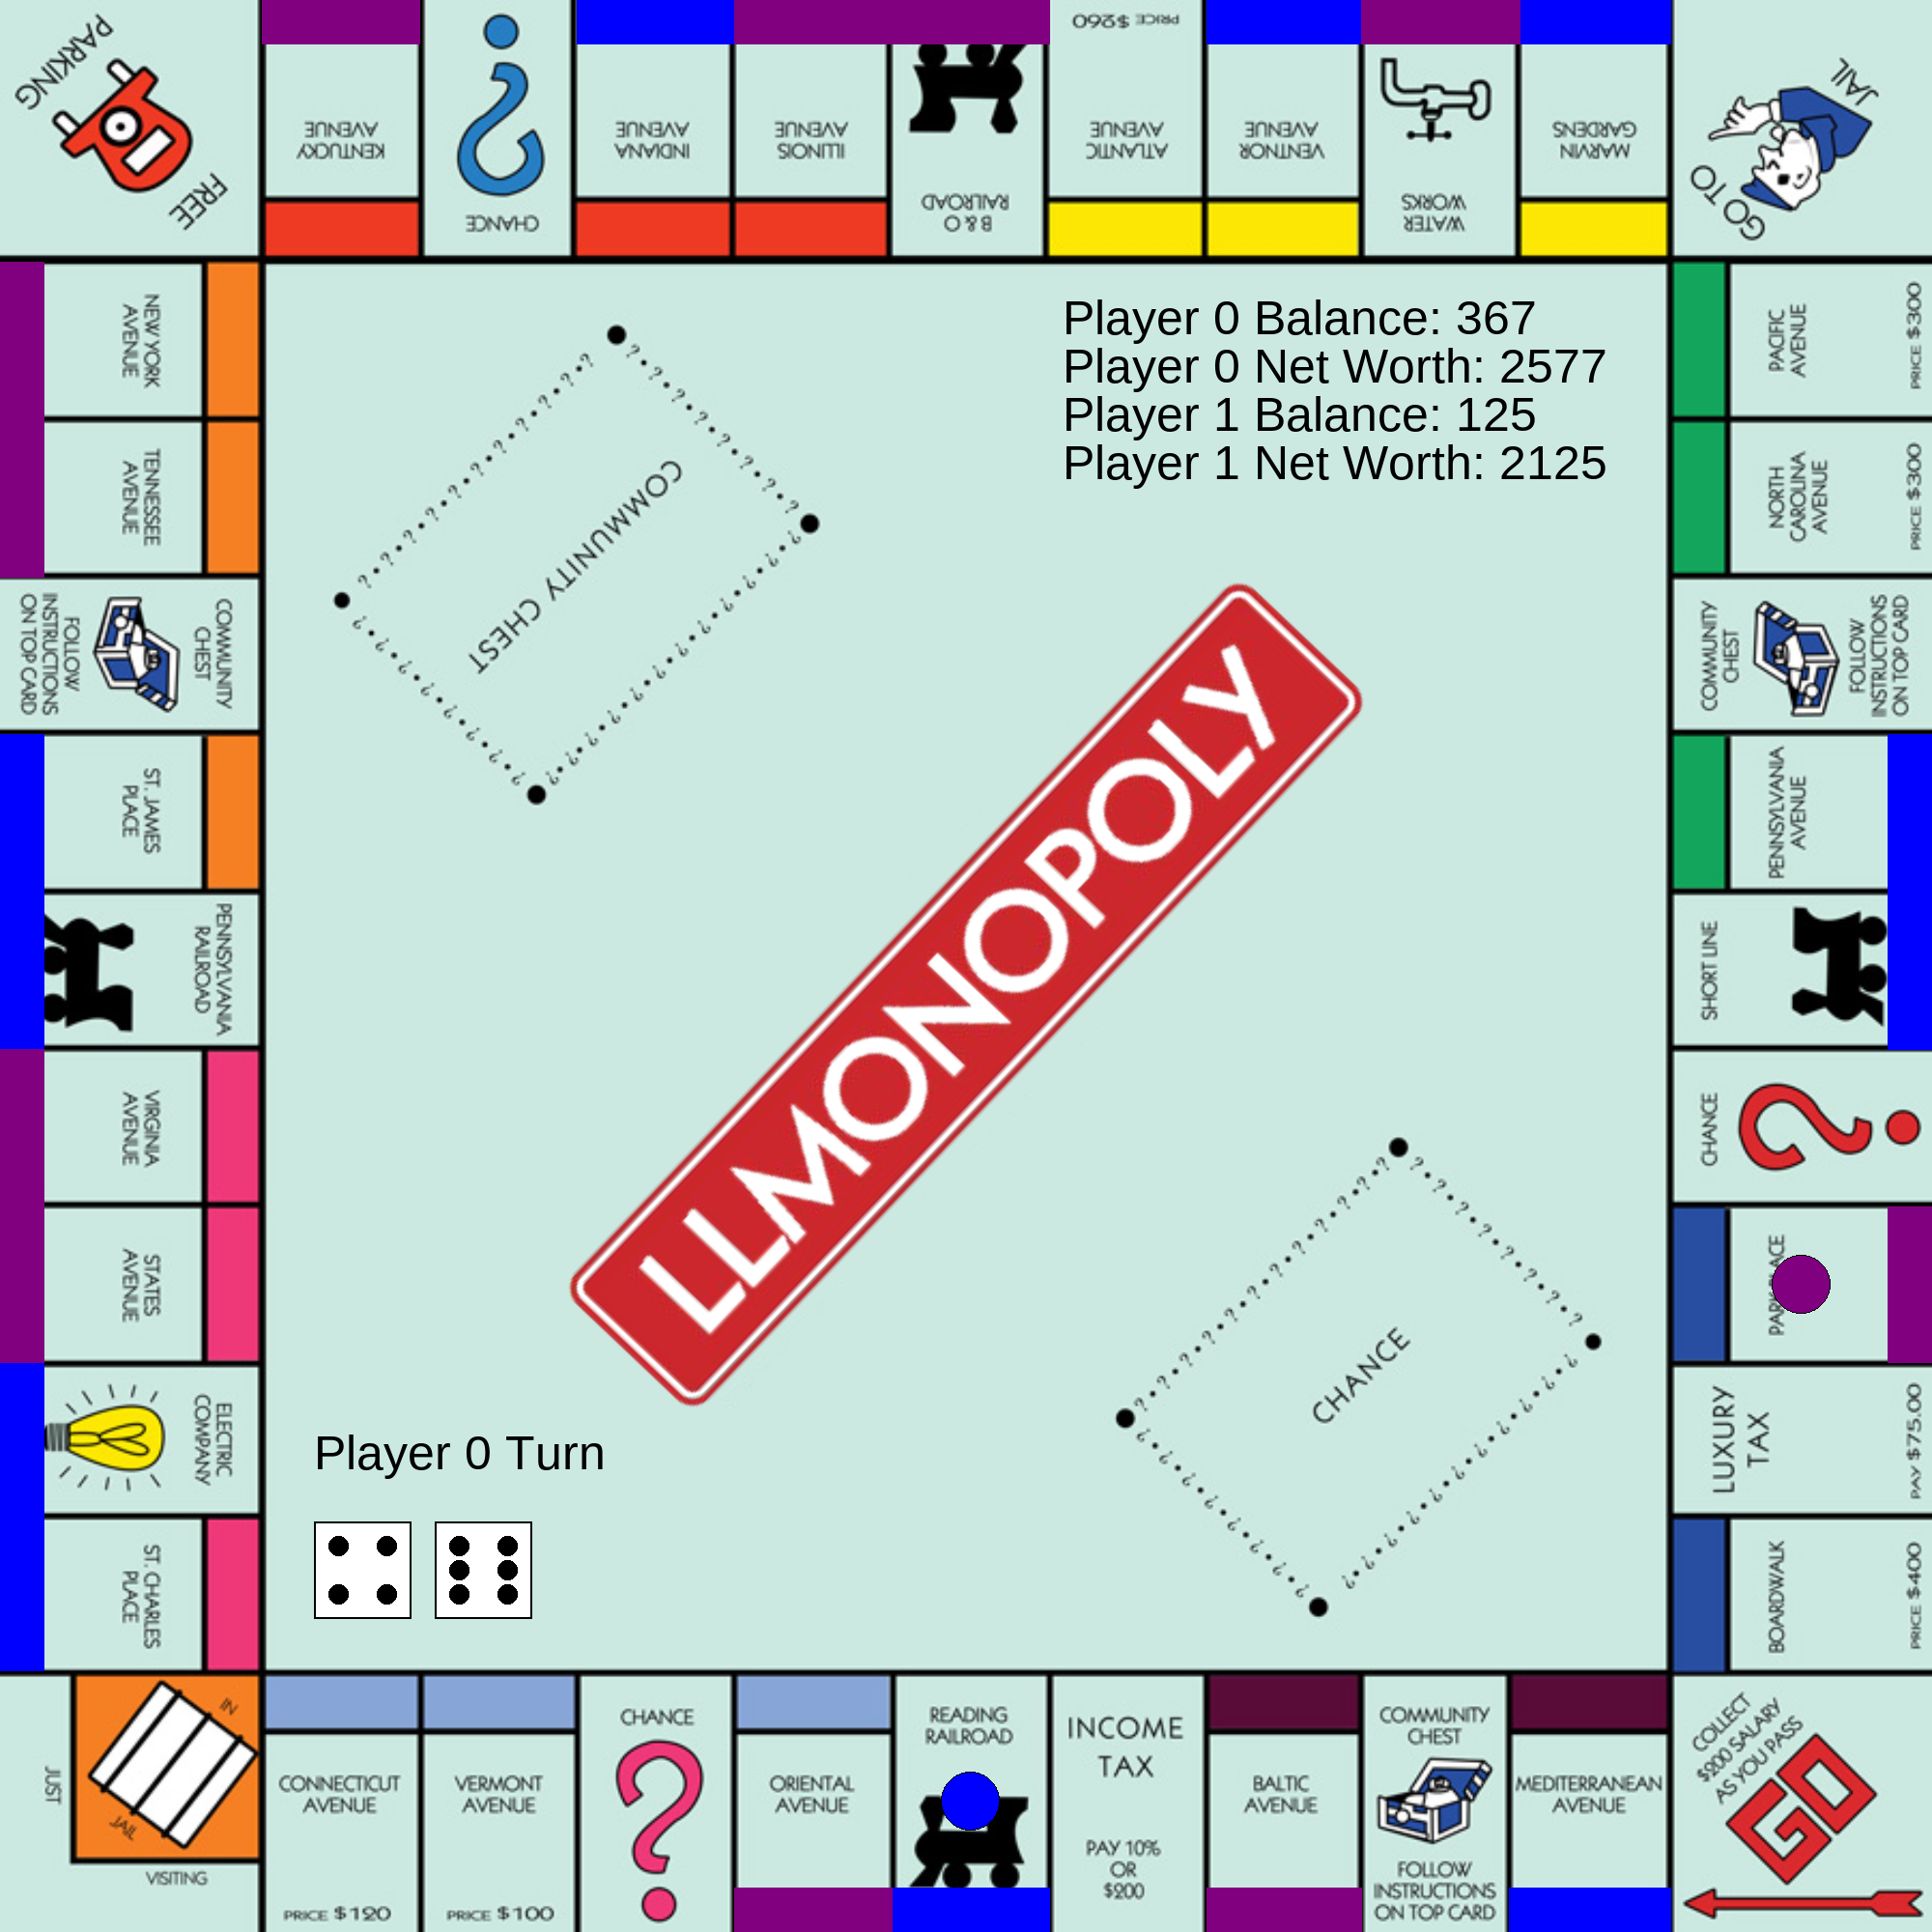 PARKING
FREE
KENTUCKY
AVENUE
CHANCE
INDIANA
AVENUE
ILLINOIS
AVENUE
B & O
RAILROAD
PRICE $260
ATLANTIC
AVENUE
VENTNOR
AVENUE
WATER
WORKS
MARVIN
GARDENS
GO TO
JAIL
NEW YORK
AVENUE
TENNESSEE
AVENUE
COMMUNITY
CHEST
FOLLOW
INSTRUCTIONS
ON TOP CARD
ST. JAMES
PLACE
PENNSYLVANIA
RAILROAD
VIRGINIA
AVENUE
STATES
AVENUE
ELECTRIC
COMPANY
ST. CHARLES
PLACE
Player 0 Balance: 367
Player 0 Net Worth: 2577
Player 1 Balance: 125
Player 1 Net Worth: 2125
COMMUNITY CHEST
LLMONOPOLY
CHANCE
Player 0 Turn
PACIFIC
AVENUE
PRICE $300
NORTH
CAROLINA
AVENUE
PRICE $300
COMMUNITY
CHEST
FOLLOW
INSTRUCTIONS
ON TOP CARD
PENNSYLVANIA
AVENUE
SHORT LINE
CHANCE
LUXURY
TAX
PAY $75.00
BOARDWALK
PRICE $400
JUST
VISITING
IN
JAIL
CONNECTICUT
AVENUE
PRICE $120
VERMONT
AVENUE
PRICE $100
CHANCE
ORIENTAL
AVENUE
READING
RAILROAD
INCOME
TAX
PAY 10%
OR
$200
BALTIC
AVENUE
COMMUNITY
CHEST
FOLLOW
INSTRUCTIONS
ON TOP CARD
MEDITERRANEAN
AVENUE
COLLECT
$200 SALARY
AS YOU PASS
GO